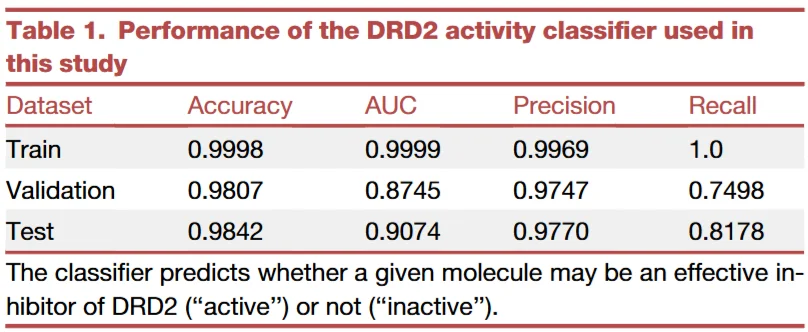 Table 1. Performance of the DRD2 activity classifier used in
this study
Dataset Accuracy AUC Precision Recall
Train 0.9998 0.9999 0.9969 1.0
Validation 0.9807 0.8745 0.9747 0.7498
Test 0.9842 0.9074 0.9770 0.8178
The classifier predicts whether a given molecule may be an effective in-
hibitor of DRD2 (“active”) or not (“inactive”).